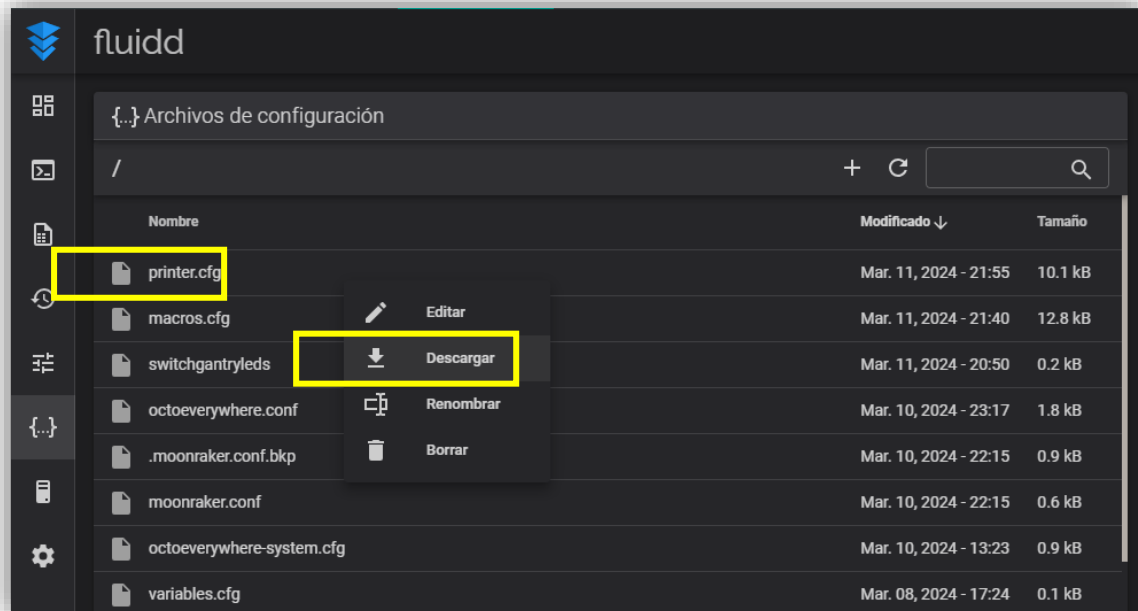 fluidd
{...} Archivos de configuración
/
Nombre Modificado Tamaño
printer.cfg Mar. 11, 2024 - 21:55 10.1 kB
Editar
macros.cfg Mar. 11, 2024 - 21:40 12.8 kB
Descargar
switchgantryleds Mar. 11, 2024 - 20:50 0.2 kB
Renombrar
octoeverywhere.conf Mar. 10, 2024 - 23:17 1.8 kB
Borrar
.moonraker.conf.bkp Mar. 10, 2024 - 22:15 0.9 kB
moonraker.conf Mar. 10, 2024 - 22:15 0.6 kB
octoeverywhere-system.cfg Mar. 10, 2024 - 13:23 0.9 kB
variables.cfg Mar. 08, 2024 - 17:24 0.1 kB
{...}